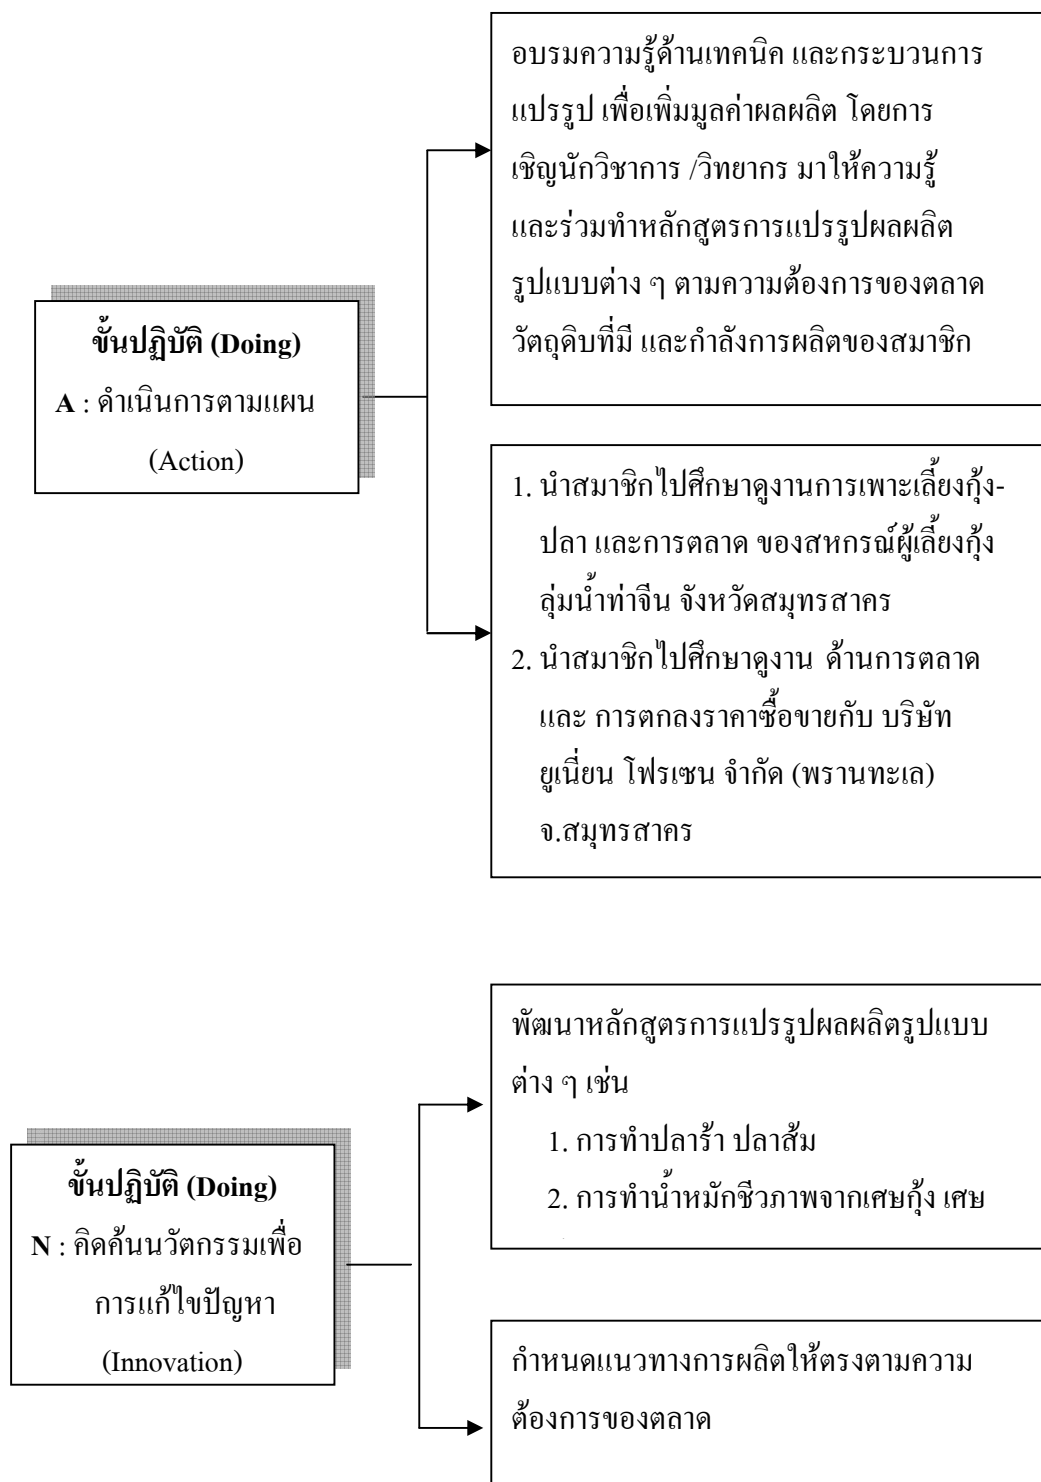 อบรมความรู้ด้านเทคนิค และกระบวนการ
แปรรูป เพื่อเพิ่มมูลค่าผลผลิต โดยการ
เชิญนักวิชาการ /วิทยากร มาให้ความรู้
และร่วมทำหลักสูตรการแปรรูปผลผลิต
รูปแบบต่าง ๆ ตามความต้องการของตลาด
วัตถุดิบที่มี และกำลังการผลิตของสมาชิก
ขั้นปฏิบัติ (Doing)
A : ดำเนินการตามแผน
(Action)
1. นำสมาชิกไปศึกษาดูงานการเพาะเลี้ยงกุ้ง-
ปลา และการตลาด ของสหกรณ์ผู้เลี้ยงกุ้ง
ลุ่มน้ำท่าจีน จังหวัดสมุทรสาคร
2. นำสมาชิกไปศึกษาดูงาน ด้านการตลาด
และ การตกลงราคาซื้อขายกับ บริษัท
ยูเนี่ยน โฟรเซน จำกัด (พรานทะเล)
จ.สมุทรสาคร
พัฒนาหลักสูตรการแปรรูปผลผลิตรูปแบบ
ต่าง ๆ เช่น
1. การทำปลาร้า ปลาส้ม
2. การทำน้ำหมักชีวภาพจากเศษกุ้ง เศษ
ขั้นปฏิบัติ (Doing)
N : คิดค้นนวัตกรรมเพื่อ
การแก้ไขปัญหา
(Innovation)
กำหนดแนวทางการผลิตให้ตรงตามความ
ต้องการของตลาด